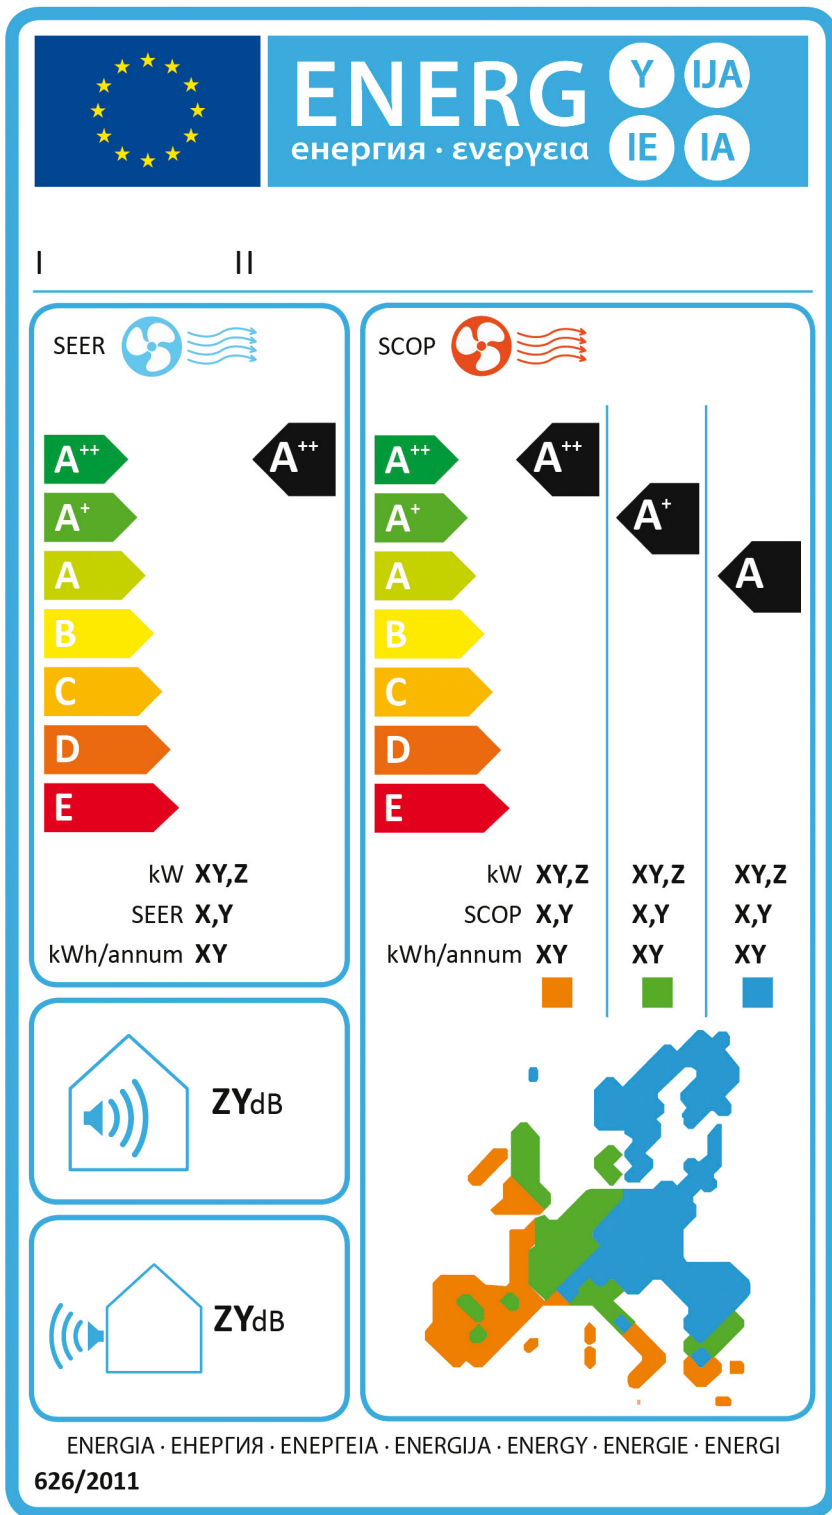 ENERG Y IJA
енергия · ενεργεια IE IA
I II
SEER
A++ A++
A+
A
B
C
D
E
kW XY,Z
SEER X,Y
kWh/annum XY
SCOP
A++ A++
A+ A+
A A
B
C
D
E
kW XY,Z XY,Z XY,Z
SCOP X,Y X,Y X,Y
kWh/annum XY XY XY
ZYdB
ZYdB
ENERGIA · ЕНЕРГИЯ · ΕΝΕΡΓΕΙΑ · ENERGIJA · ENERGY · ENERGIE · ENERGI
626/2011